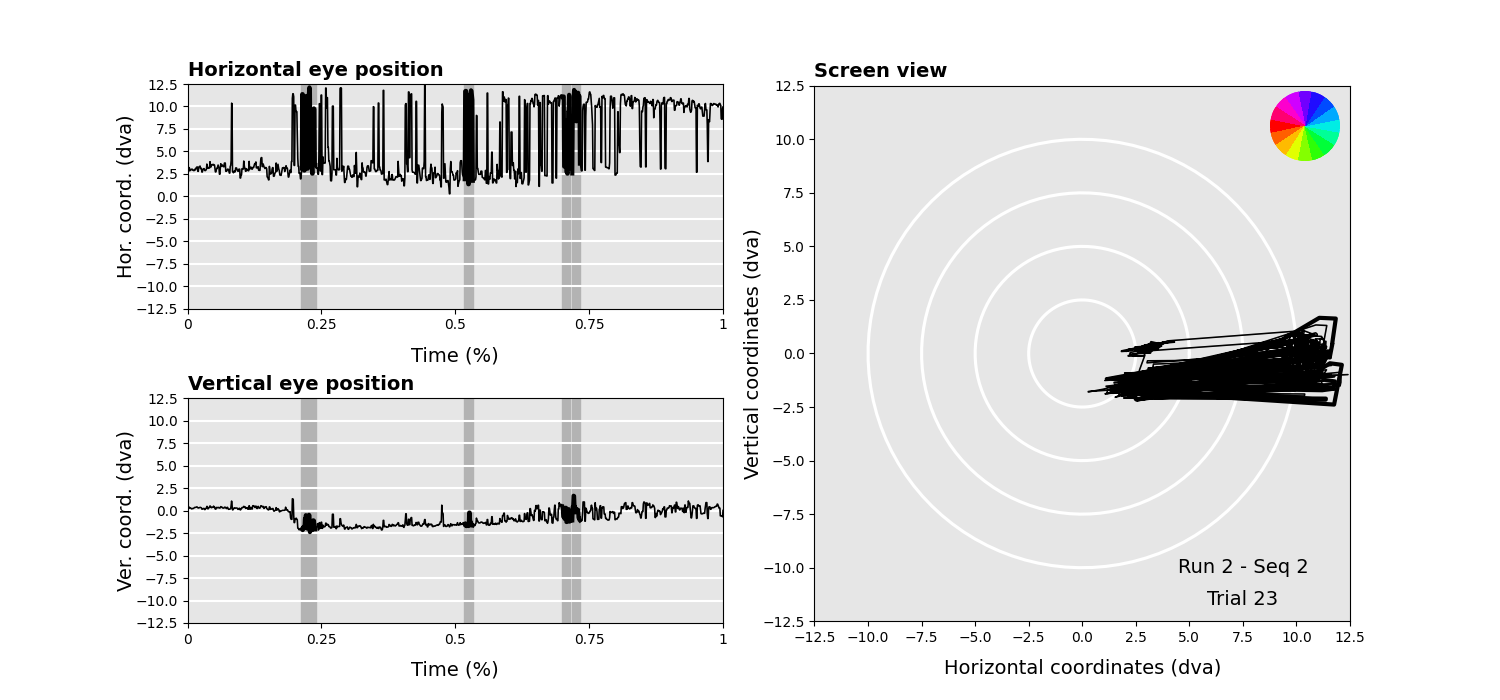 Horizontal eye position
Hor. coord. (dva)
12.5
10.0
7.5
5.0
2.5
0.0
−2.5
−5.0
−7.5
−10.0
−12.5
0 0.25 0.5 0.75 1
Time (%)
Vertical eye position
Ver. coord. (dva)
12.5
10.0
7.5
5.0
2.5
0.0
−2.5
−5.0
−7.5
−10.0
−12.5
0 0.25 0.5 0.75 1
Time (%)
Screen view
Vertical coordinates (dva)
12.5
10.0
7.5
5.0
2.5
0.0
−2.5
−5.0
−7.5
−10.0
−12.5
Run 2 - Seq 2
Trial 23
−12.5 −10.0 −7.5 −5.0 −2.5 0.0 2.5 5.0 7.5 10.0 12.5
Horizontal coordinates (dva)